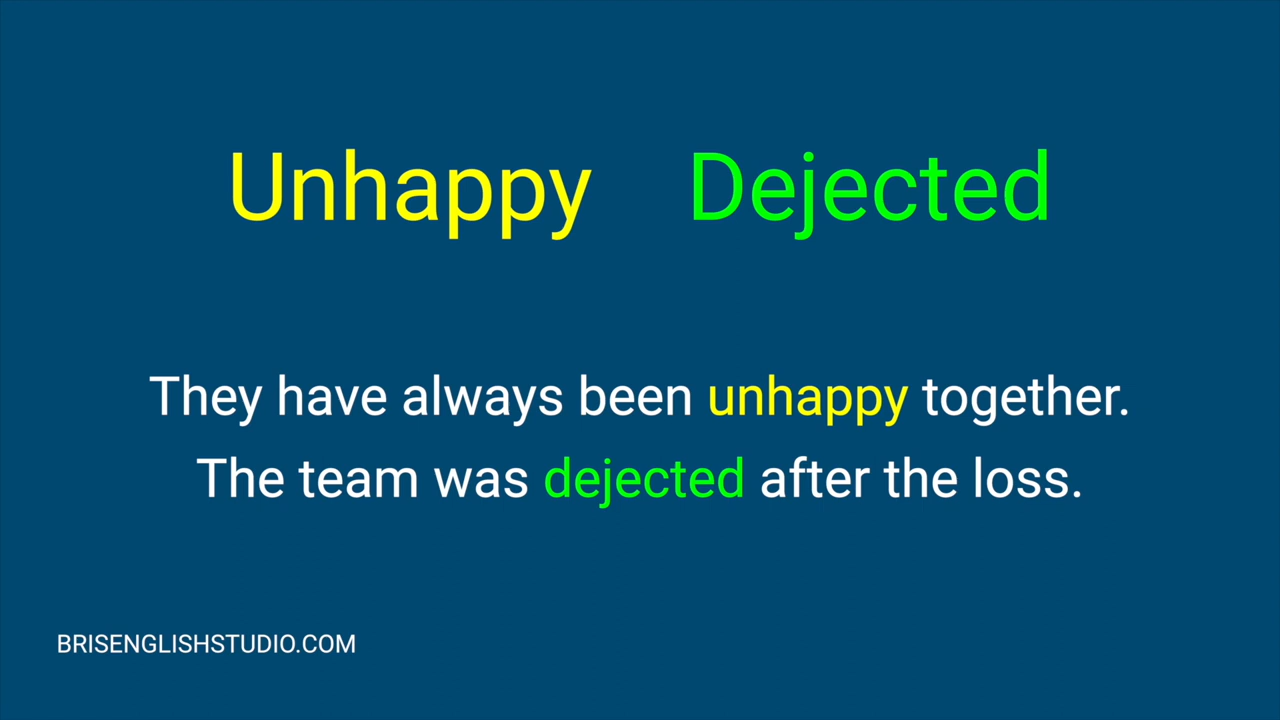 Unhappy Dejected
They have always been unhappy together.
The team was dejected after the loss.
BRISENGLISHSTUDIO.COM